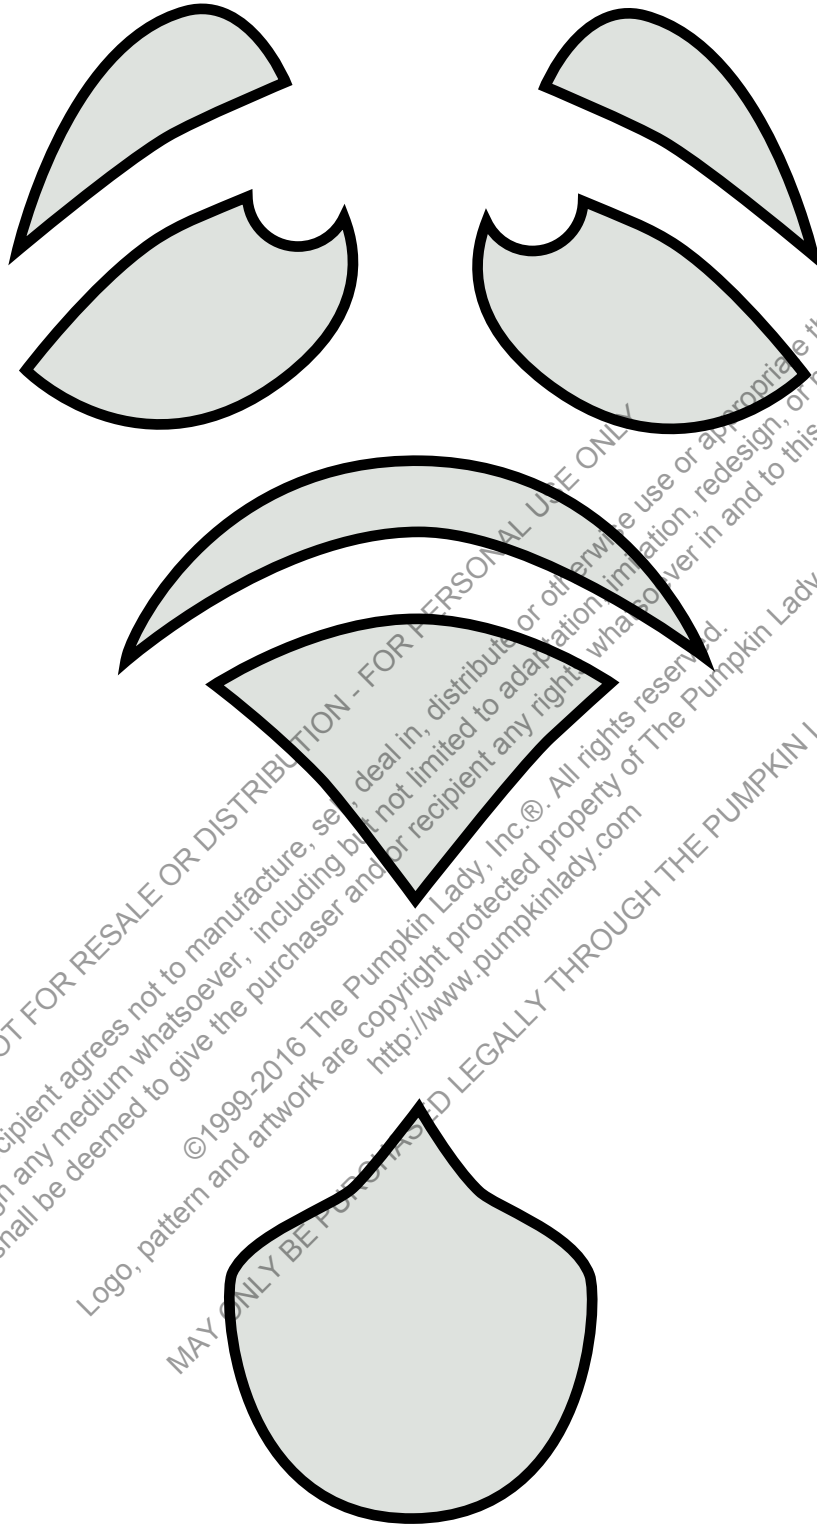 OT FOR RESALE OR DISTRIBUTION - FOR PERSONAL USE ONLY
cipient agrees not to manufacture, sell, deal in, distribute or otherwise use or appropriate th
n any medium whatsoever, including but not limited to adaptation, imitation, redesign, or
shall be deemed to give the purchaser and/or recipient any rights whatsoever in and to this
©1999-2016 The Pumpkin Lady, Inc.®. All rights reserved.
Logo, pattern and artwork are copyright protected property of The Pumpkin Lady
http://www.pumpkinlady.com
MAY ONLY BE PURCHASED LEGALLY THROUGH THE PUMPKIN L